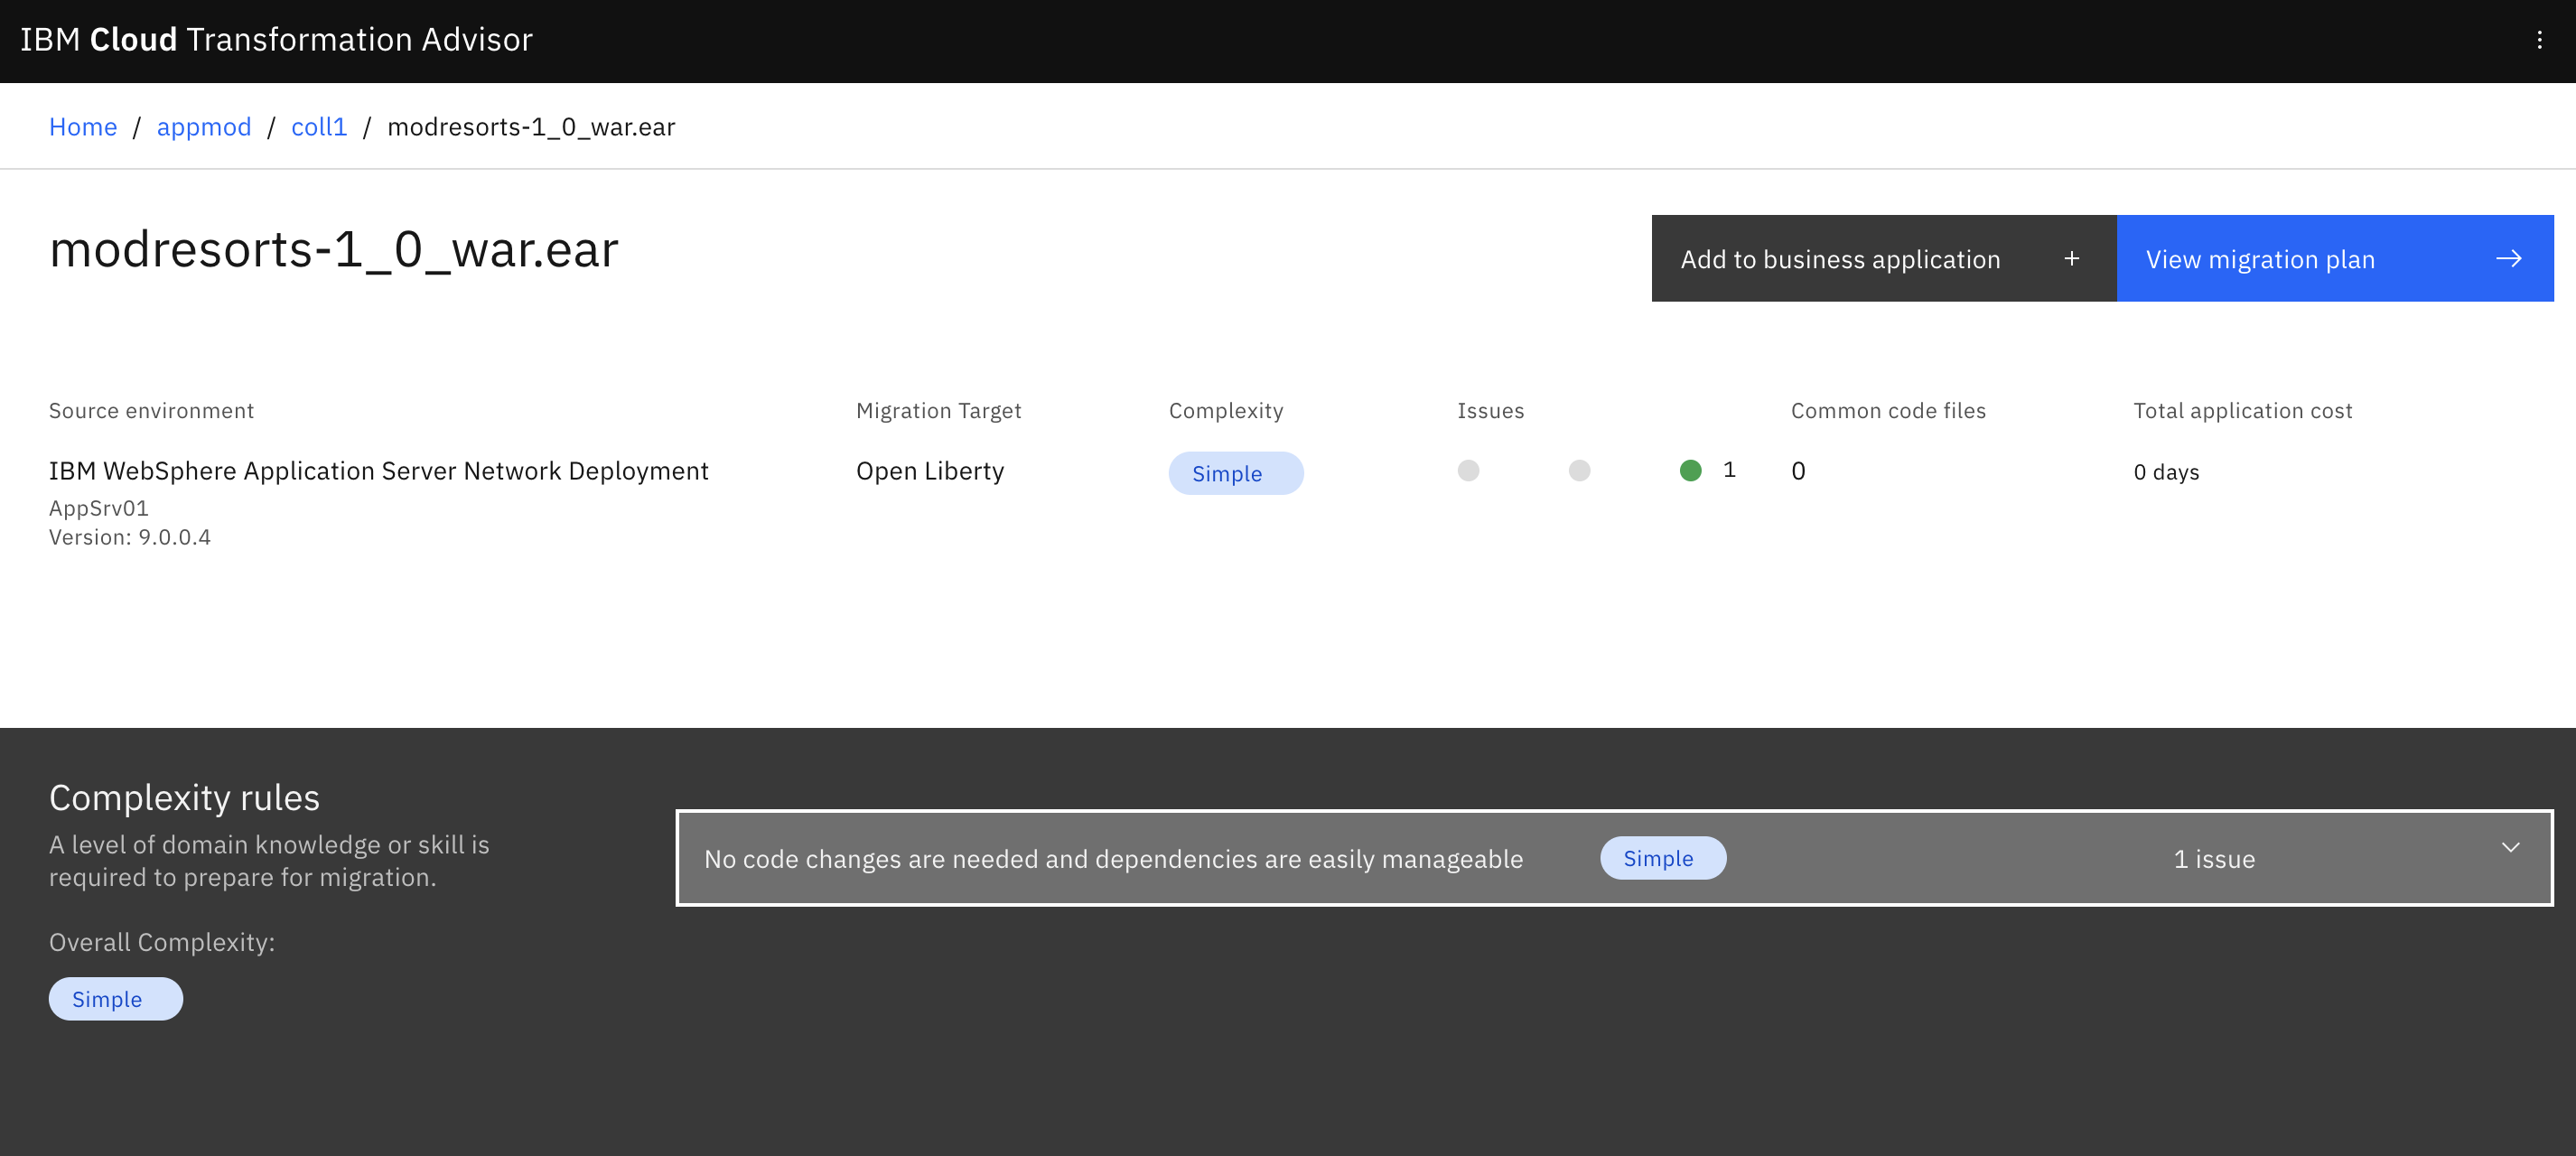 IBM Cloud Transformation Advisor
Home / appmod / coll1 / modresorts-1_0_war.ear
modresorts-1_0_war.ear
Add to business application +
View migration plan →
Source environment
IBM WebSphere Application Server Network Deployment
AppSrv01
Version: 9.0.0.4
Migration Target
Open Liberty
Complexity
Simple
Issues
1
Common code files
0
Total application cost
0 days
Complexity rules
A level of domain knowledge or skill is
required to prepare for migration.
Overall Complexity:
Simple
No code changes are needed and dependencies are easily manageable
Simple
1 issue